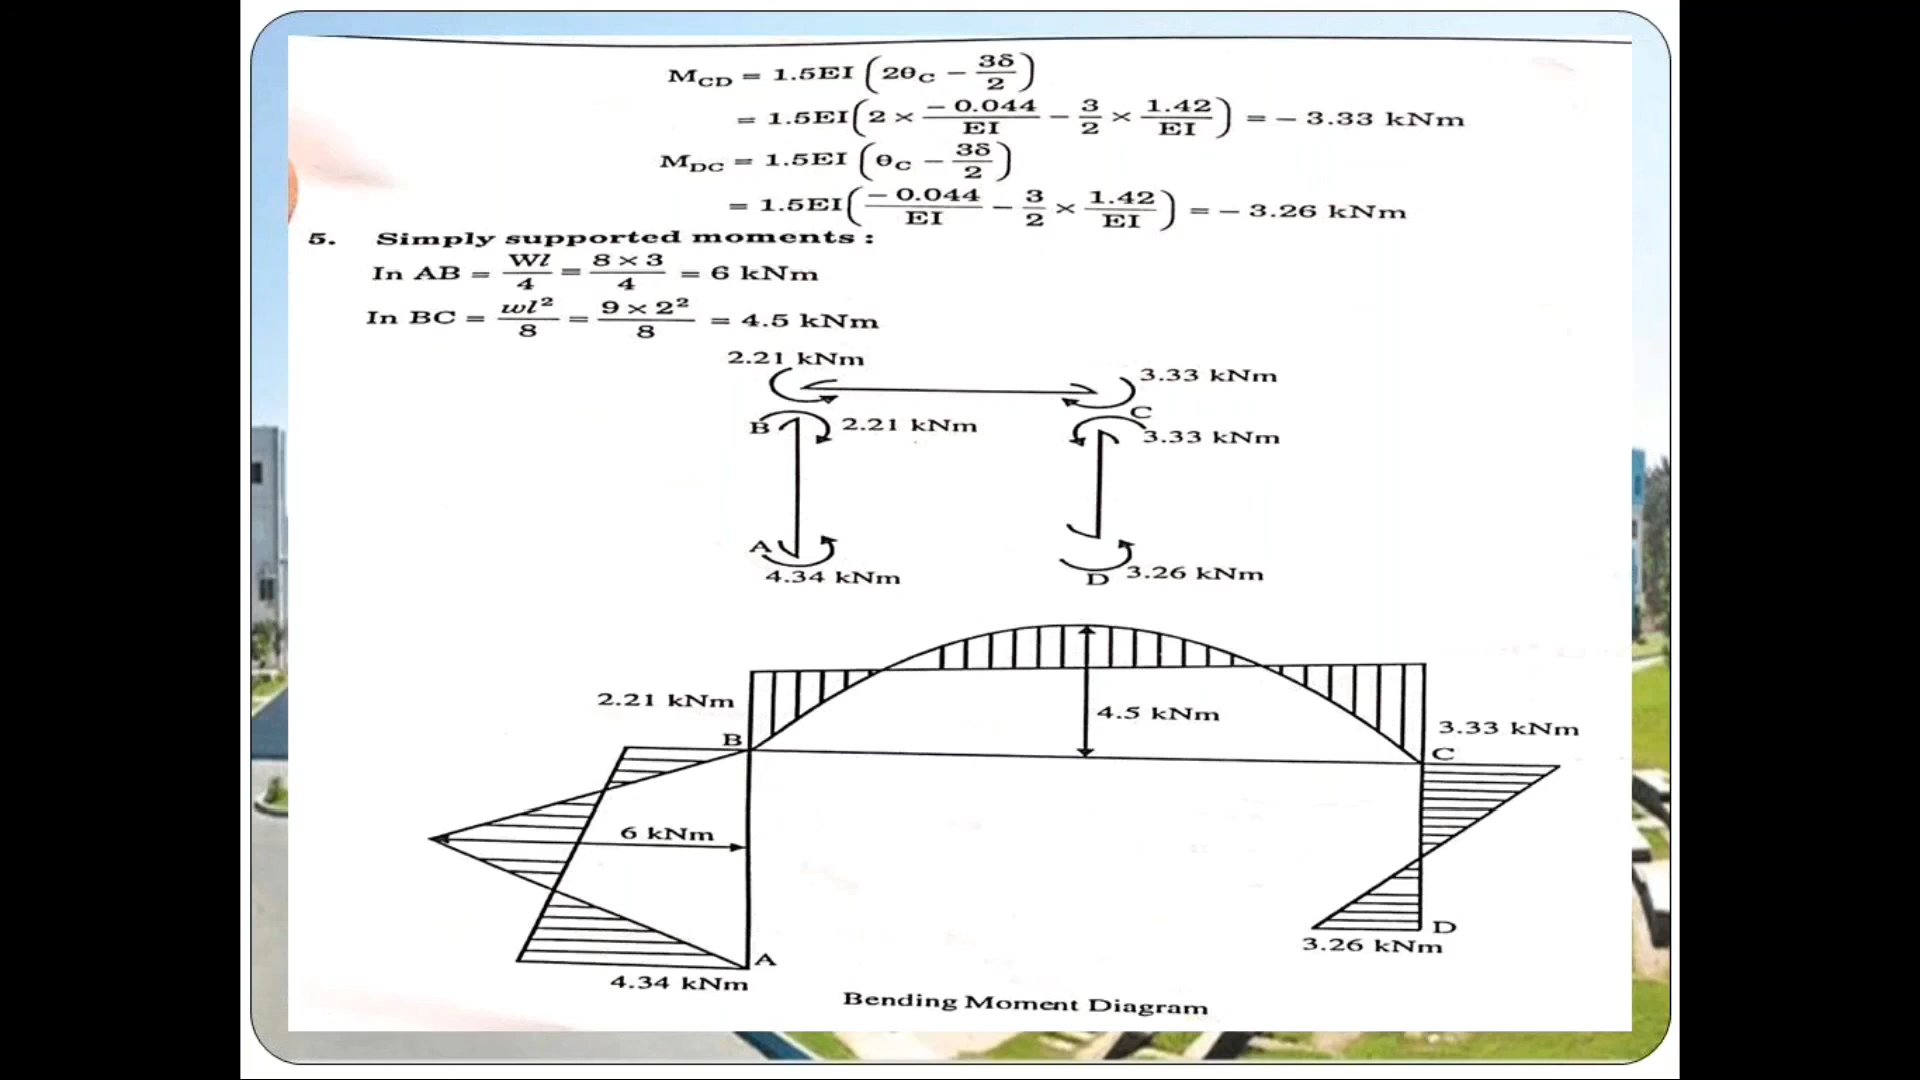 M_CD = 1.5EI (2θ_C − 3δ/2)
= 1.5EI(2 × − 0.044/EI − 3/2 × 1.42/EI) = − 3.33 kNm
M_DC = 1.5EI (θ_C − 3δ/2)
= 1.5EI(− 0.044/EI − 3/2 × 1.42/EI) = − 3.26 kNm
5. Simply supported moments :
In AB = Wl/4 = 8 × 3/4 = 6 kNm
In BC = wl²/8 = 9 × 2²/8 = 4.5 kNm
2.21 kNm
3.33 kNm
C
B
2.21 kNm
3.33 kNm
A
4.34 kNm
D
3.26 kNm
2.21 kNm
4.5 kNm
3.33 kNm
B
C
6 kNm
D
3.26 kNm
A
4.34 kNm
Bending Moment Diagram